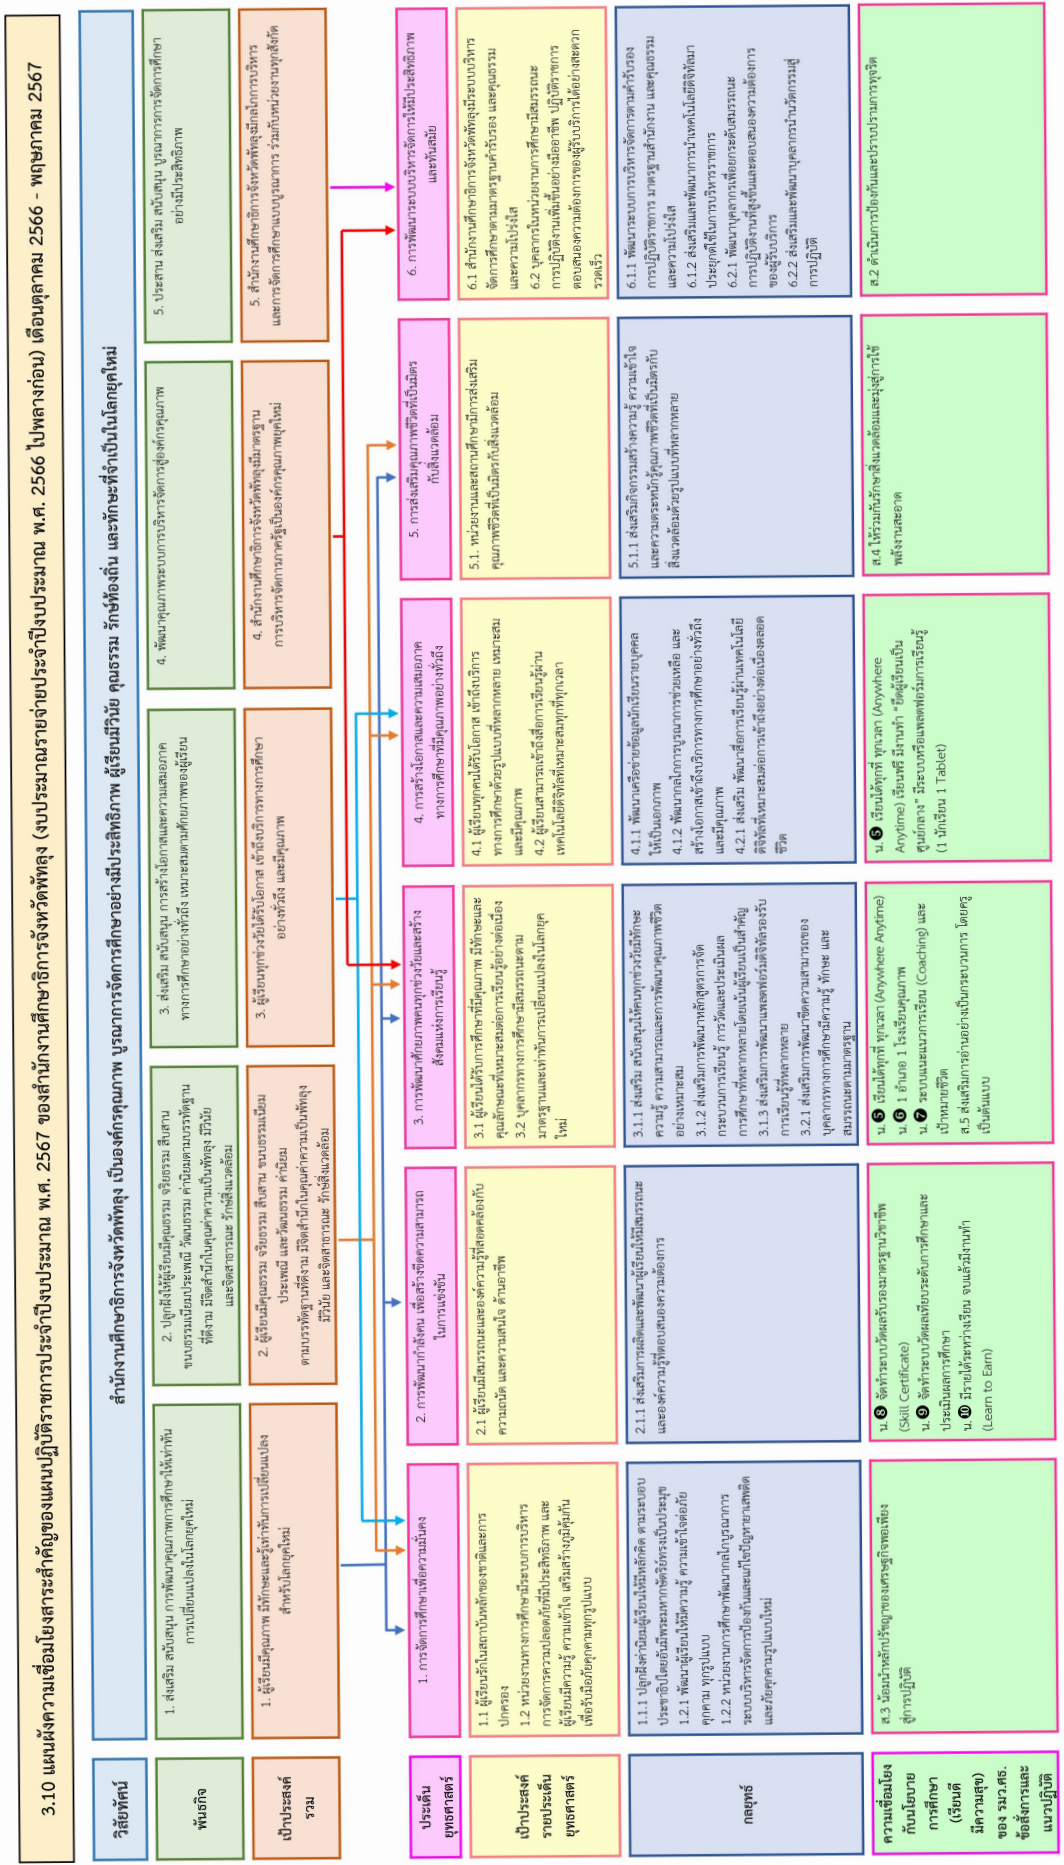 3.10 แผนผังความเชื่อมโยงสาระสำคัญของแผนปฏิบัติราชการประจำปีงบประมาณ พ.ศ. 2567 ของสำนักงานศึกษาธิการจังหวัดพัทลุง (งบประมาณรายจ่ายประจำปีงบประมาณ พ.ศ. 2566 ไปพลางก่อน) เดือนตุลาคม 2566 - พฤษภาคม 2567
วิสัยทัศน์
สำนักงานศึกษาธิการจังหวัดพัทลุง เป็นองค์กรคุณภาพ บูรณาการจัดการศึกษาอย่างมีประสิทธิภาพ ผู้เรียนมีวินัย คุณธรรม รักษ์ท้องถิ่น และทักษะที่จำเป็นในโลกยุคใหม่
พันธกิจ
1. ส่งเสริม สนับสนุน การพัฒนาคุณภาพการศึกษาให้เท่าทัน
การเปลี่ยนแปลงในโลกยุคใหม่
2. ปลูกฝังให้ผู้เรียนมีคุณธรรม จริยธรรม สืบสาน
ขนบธรรมเนียมประเพณี วัฒนธรรม ค่านิยมตามบรรทัดฐาน
ที่ดีงาม มีจิตสำนึกในคุณค่าความเป็นพัทลุง มีวินัย
และจิตสาธารณะ รักษ์สิ่งแวดล้อม
3. ส่งเสริม สนับสนุน การสร้างโอกาสและความเสมอภาค
ทางการศึกษาอย่างทั่วถึง เหมาะสมตามศักยภาพของผู้เรียน
4. พัฒนาคุณภาพระบบการบริหารจัดการสู่องค์กรคุณภาพ
5. ประสาน ส่งเสริม สนับสนุน บูรณาการการจัดการศึกษา
อย่างมีประสิทธิภาพ
เป้าประสงค์
รวม
1. ผู้เรียนมีคุณภาพ มีทักษะและรู้เท่าทันการเปลี่ยนแปลง
สำหรับโลกยุคใหม่
2. ผู้เรียนมีคุณธรรม จริยธรรม สืบสาน ขนบธรรมเนียม
ประเพณี และวัฒนธรรม ค่านิยม
ตามบรรทัดฐานที่ดีงาม มีจิตสำนึกในคุณค่าความเป็นพัทลุง
มีวินัย และจิตสาธารณะ รักษ์สิ่งแวดล้อม
3. ผู้เรียนทุกช่วงวัยได้รับโอกาส เข้าถึงบริการทางการศึกษา
อย่างทั่วถึง และมีคุณภาพ
4. สำนักงานศึกษาธิการจังหวัดพัทลุงมีมาตรฐาน
การบริหารจัดการภาครัฐเป็นองค์กรคุณภาพยุคใหม่
5. สำนักงานศึกษาธิการจังหวัดพัทลุงมีกลไกการบริหาร
และการจัดการศึกษาแบบบูรณาการ ร่วมกับหน่วยงานทุกสังกัด
ประเด็น
ยุทธศาสตร์
1. การจัดการศึกษาเพื่อความมั่นคง
2. การพัฒนากำลังคน เพื่อสร้างขีดความสามารถ
ในการแข่งขัน
3. การพัฒนาศักยภาพคนทุกช่วงวัยและสร้าง
สังคมแห่งการเรียนรู้
4. การสร้างโอกาสและความเสมอภาค
ทางการศึกษาที่มีคุณภาพอย่างทั่วถึง
5. การส่งเสริมคุณภาพชีวิตที่เป็นมิตร
กับสิ่งแวดล้อม
6. การพัฒนาระบบบริหารจัดการให้มีประสิทธิภาพ
และทันสมัย
เป้าประสงค์
รายประเด็น
ยุทธศาสตร์
1.1 ผู้เรียนรักในสถาบันหลักของชาติและการ
ปกครอง
1.2 หน่วยงานทางการศึกษามีระบบการบริหาร
การจัดการความปลอดภัยที่มีประสิทธิภาพ และ
ผู้เรียนมีความรู้ ความเข้าใจ เสริมสร้างภูมิคุ้มกัน
เพื่อรับมือภัยคุกคามทุกรูปแบบ
2.1 ผู้เรียนมีสมรรถนะและองค์ความรู้ที่สอดคล้องกับ
ความถนัด และความสนใจ ด้านอาชีพ
3.1 ผู้เรียนได้รับการศึกษาที่มีคุณภาพ มีทักษะและ
คุณลักษณะที่เหมาะสมต่อการเรียนรู้อย่างต่อเนื่อง
3.2 บุคลากรทางการศึกษามีสมรรถนะตาม
มาตรฐานและเท่าทันการเปลี่ยนแปลงในโลกยุค
ใหม่
4.1 ผู้เรียนทุกคนได้รับโอกาส เข้าถึงบริการ
ทางการศึกษาด้วยรูปแบบที่หลากหลาย เหมาะสม
และมีคุณภาพ
4.2 ผู้เรียนสามารถเข้าถึงสื่อการเรียนรู้ผ่าน
เทคโนโลยีดิจิทัลที่เหมาะสมทุกที่ทุกเวลา
5.1. หน่วยงานและสถานศึกษามีการส่งเสริม
คุณภาพชีวิตที่เป็นมิตรกับสิ่งแวดล้อม
6.1 สำนักงานศึกษาธิการจังหวัดพัทลุงมีระบบบริหาร
จัดการศึกษาตามมาตรฐานคำรับรอง และคุณธรรม
และความโปร่งใส
6.2 บุคลากรในหน่วยงานการศึกษามีสมรรถนะ
การปฏิบัติงานเพิ่มขึ้นอย่างมืออาชีพ ปฏิบัติราชการ
ตอบสนองความต้องการของผู้รับบริการได้อย่างสะดวก
รวดเร็ว
กลยุทธ์
1.1.1 ปลูกฝังค่านิยมผู้เรียนให้มีหลักคิด ตามระบอบ
ประชาธิปไตยอันมีพระมหากษัตริย์ทรงเป็นประมุข
1.2.1 พัฒนาผู้เรียนให้มีความรู้ ความเข้าใจต่อภัย
คุกคาม ทุกรูปแบบ
1.2.2 หน่วยงานการศึกษาพัฒนากลไกบูรณาการ
ระบบบริหารจัดการป้องกันและแก้ไขปัญหายาเสพติด
และภัยคุกคามรูปแบบใหม่
2.1.1 ส่งเสริมการผลิตและพัฒนาผู้เรียนให้มีสมรรถนะ
และองค์ความรู้ที่ตอบสนองความต้องการ
3.1.1 ส่งเสริม สนับสนุนให้คนทุกช่วงวัยมีทักษะ
ความรู้ ความสามารถและการพัฒนาคุณภาพชีวิต
อย่างเหมาะสม
3.1.2 ส่งเสริมการพัฒนาหลักสูตรการจัด
กระบวนการเรียนรู้ การวัดและประเมินผล
การศึกษาที่หลากหลายโดยเน้นผู้เรียนเป็นสำคัญ
3.1.3 ส่งเสริมการพัฒนาแพลตฟอร์มดิจิทัลรองรับ
การเรียนรู้ที่หลากหลาย
3.2.1 ส่งเสริมการพัฒนาขีดความสามารถของ
บุคลากรทางการศึกษามีความรู้ ทักษะ และ
สมรรถนะตามมาตรฐาน
4.1.1 พัฒนาเครือข่ายข้อมูลนักเรียนรายบุคคล
ให้เป็นเอกภาพ
4.1.2 พัฒนากลไกการบูรณาการช่วยเหลือ และ
สร้างโอกาสเข้าถึงบริการทางการศึกษาอย่างทั่วถึง
และมีคุณภาพ
4.2.1 ส่งเสริม พัฒนาสื่อการเรียนรู้ผ่านเทคโนโลยี
ดิจิทัลที่เหมาะสมต่อการเข้าถึงอย่างต่อเนื่องตลอด
ชีวิต
5.1.1 ส่งเสริมกิจกรรมสร้างความรู้ ความเข้าใจ
และความตระหนักรู้คุณภาพชีวิตที่เป็นมิตรกับ
สิ่งแวดล้อมด้วยรูปแบบที่หลากหลาย
6.1.1 พัฒนาระบบการบริหารจัดการตามคำรับรอง
การปฏิบัติราชการ มาตรฐานสำนักงาน และคุณธรรม
และความโปร่งใส
6.1.2 ส่งเสริมและพัฒนาการนำเทคโนโลยีดิจิทัลมา
ประยุกต์ใช้ในการบริหารราชการ
6.2.1 พัฒนาบุคลากรเพื่อยกระดับสมรรถนะ
การปฏิบัติงานที่สูงขึ้นและตอบสนองความต้องการ
ของผู้รับบริการ
6.2.2 ส่งเสริมและพัฒนาบุคลากรนำนวัตกรรมสู่
การปฏิบัติ
ความเชื่อมโยง
กับนโยบาย
การศึกษา
(เรียนดี
มีความสุข)
ของ รมว.ศธ.
ข้อสั่งการและ
แนวปฏิบัติ
ส.3 น้อมนำหลักปรัชญาของเศรษฐกิจพอเพียง
สู่การปฏิบัติ
น. ❽ จัดทำระบบวัดผลรับรองมาตรฐานวิชาชีพ
(Skill Certificate)
น. ❾ จัดทำระบบวัดผลเทียบระดับการศึกษาและ
ประเมินผลการศึกษา
น. ❿ มีรายได้ระหว่างเรียน จบแล้วมีงานทำ
(Learn to Earn)
น. ❺ เรียนได้ทุกที่ ทุกเวลา (Anywhere Anytime)
น. ❻ 1 อำเภอ 1 โรงเรียนคุณภาพ
น. ❼ ระบบแนะแนวการเรียน (Coaching) และ
เป้าหมายชีวิต
ส.5 ส่งเสริมการอ่านอย่างเป็นกระบวนการ โดยครู
เป็นต้นแบบ
น. ❺ เรียนได้ทุกที่ ทุกเวลา (Anywhere
Anytime) เรียนฟรี มีงานทำ “ยึดผู้เรียนเป็น
ศูนย์กลาง” มีระบบหรือแพลตฟอร์มการเรียนรู้
(1 นักเรียน 1 Tablet)
ส.4 ให้ร่วมกันรักษาสิ่งแวดล้อมและมุ่งสู่การใช้
พลังงานสะอาด
ส.2 ดำเนินการป้องกันและปราบปรามการทุจริต